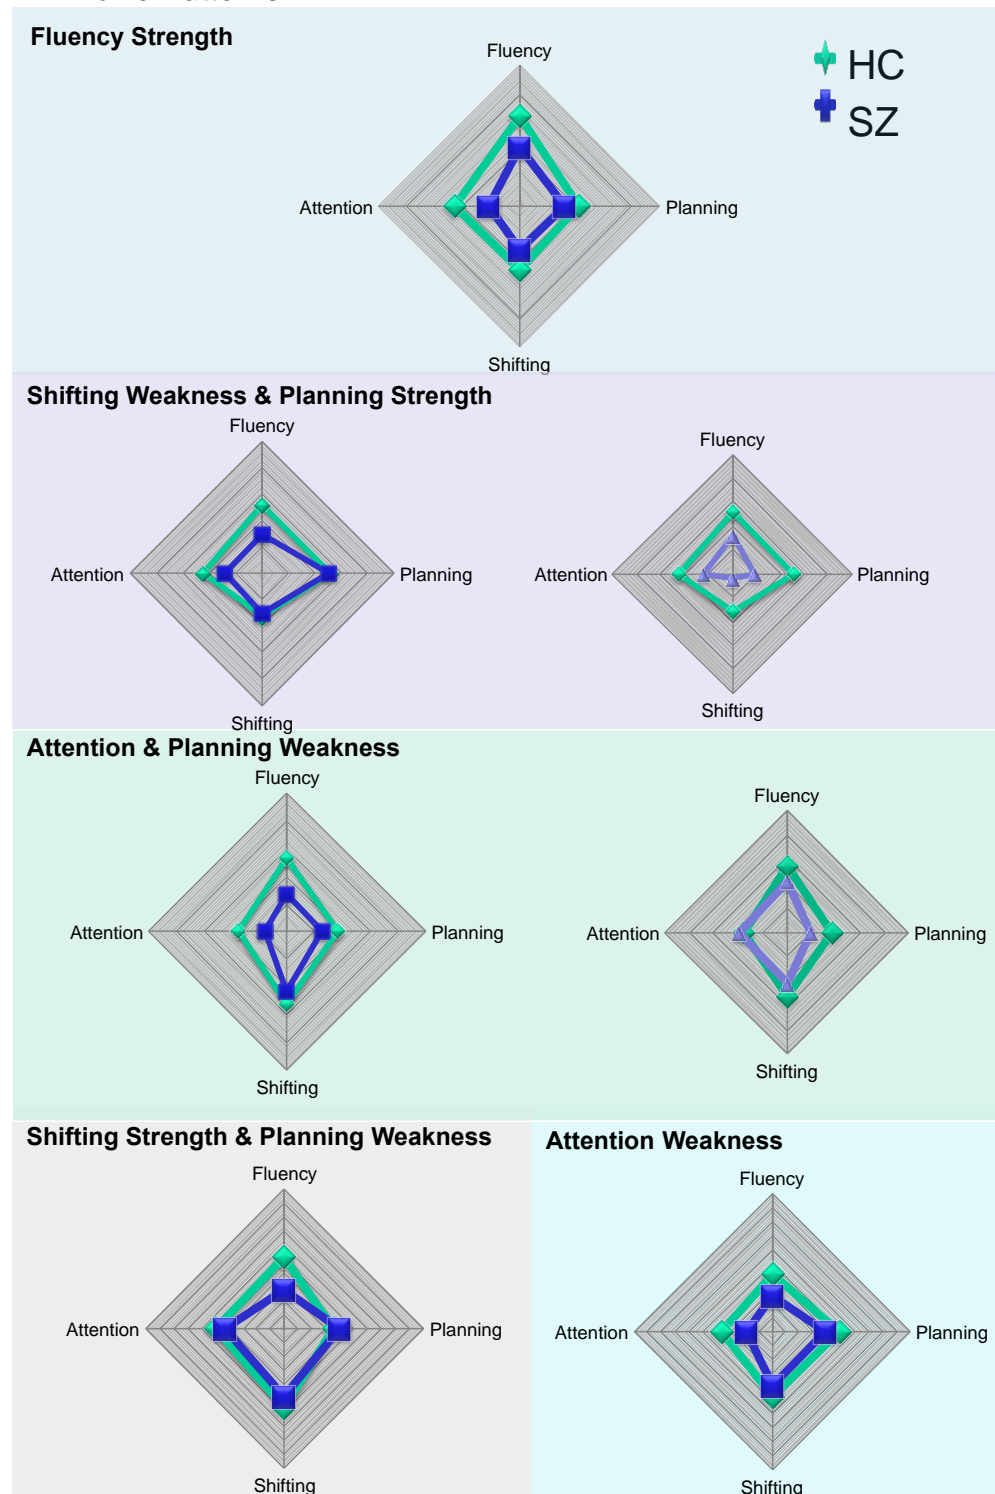 Fluency Strength
Fluency
HC
SZ
Attention
Planning
Shifting
Shifting Weakness & Planning Strength
Fluency
Attention
Planning
Shifting
Fluency
Attention
Planning
Shifting
Attention & Planning Weakness
Fluency
Attention
Planning
Shifting
Fluency
Attention
Planning
Shifting
Shifting Strength & Planning Weakness
Fluency
Attention
Planning
Shifting
Attention Weakness
Fluency
Attention
Planning
Shifting